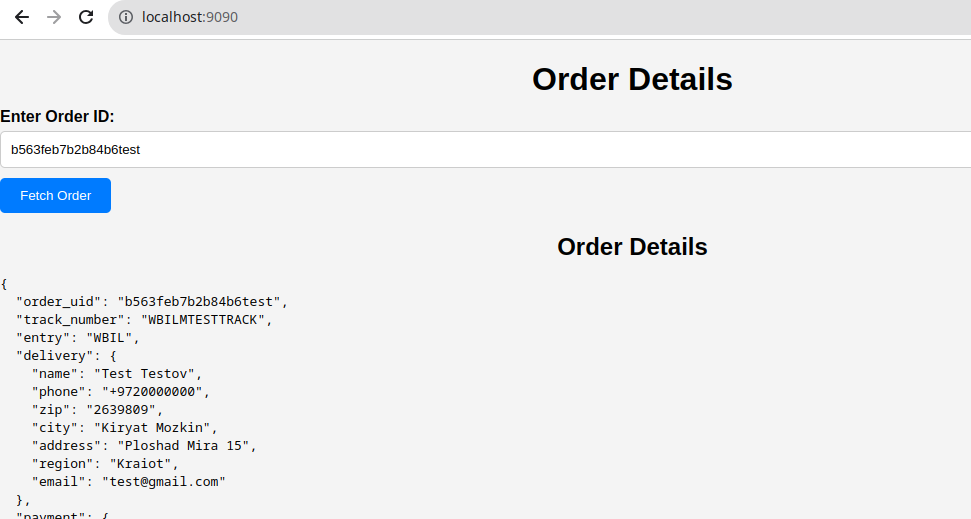 localhost:9090
Order Details
Enter Order ID:
b563feb7b2b84b6test
Fetch Order
Order Details
{
"order_uid": "b563feb7b2b84b6test",
"track_number": "WBILMTESTTRACK",
"entry": "WBIL",
"delivery": {
"name": "Test Testov",
"phone": "+9720000000",
"zip": "2639809",
"city": "Kiryat Mozkin",
"address": "Ploshad Mira 15",
"region": "Kraiot",
"email": "test@gmail.com"
},
"payment": {